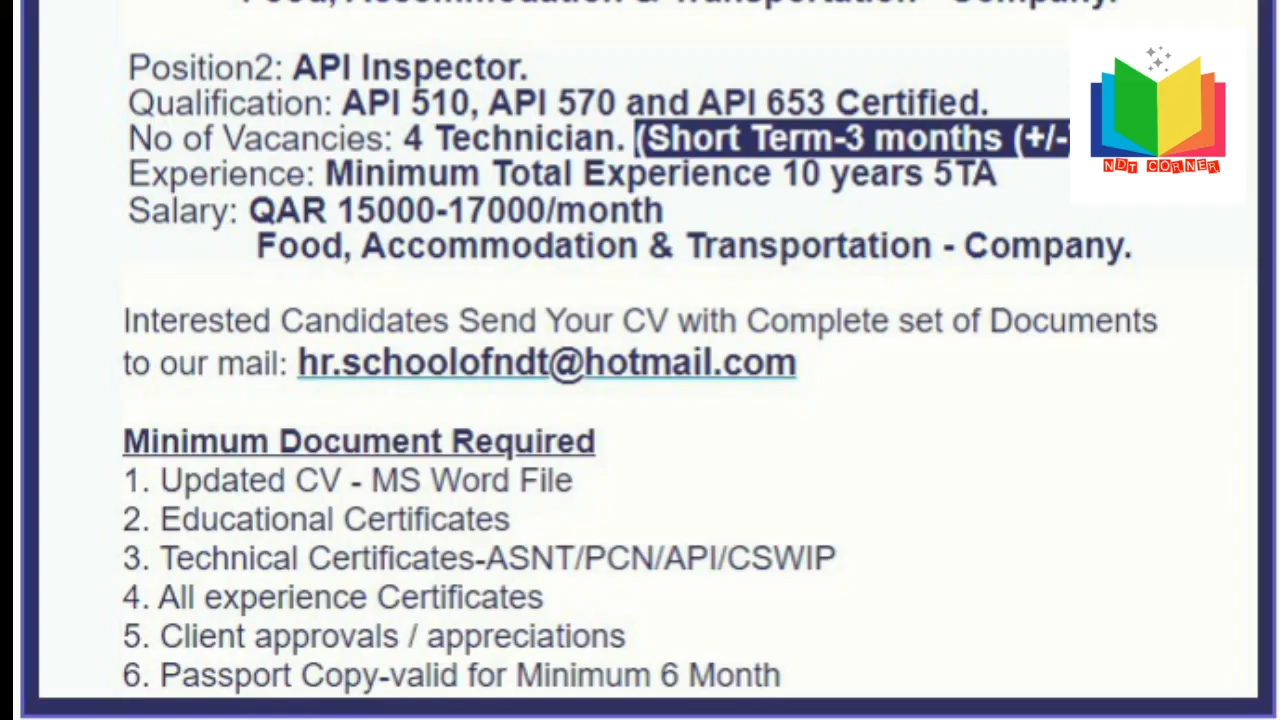 Food, Accommodation & Transportation - Company.
Position2: API Inspector.
Qualification: API 510, API 570 and API 653 Certified.
No of Vacancies: 4 Technician. (Short Term-3 months (+/-
Experience: Minimum Total Experience 10 years 5TA
Salary: QAR 15000-17000/month
Food, Accommodation & Transportation - Company.
Interested Candidates Send Your CV with Complete set of Documents
to our mail: hr.schoolofndt@hotmail.com
Minimum Document Required
1. Updated CV - MS Word File
2. Educational Certificates
3. Technical Certificates-ASNT/PCN/API/CSWIP
4. All experience Certificates
5. Client approvals / appreciations
6. Passport Copy-valid for Minimum 6 Month
NDT CORNER